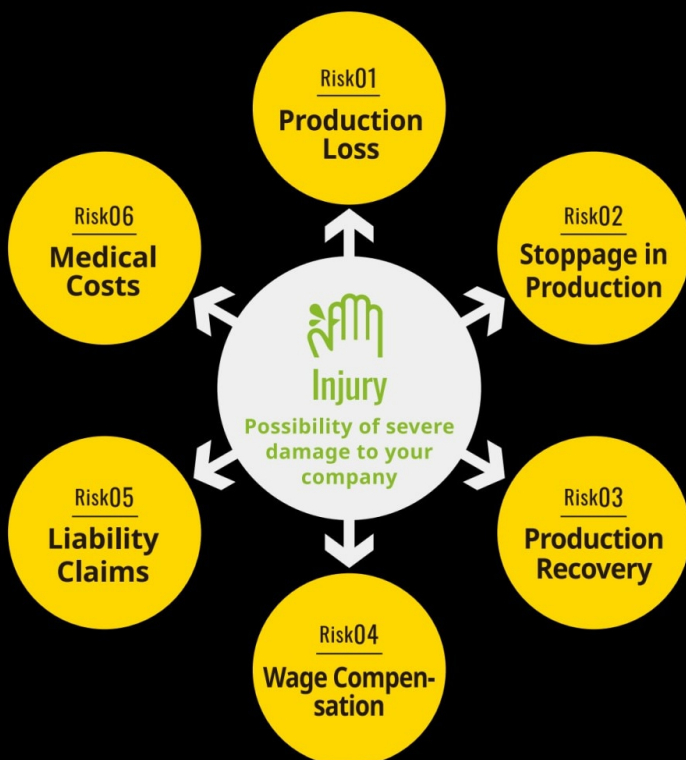 Risk01
Production
Loss
Risk02
Stoppage in
Production
Risk03
Production
Recovery
Risk04
Wage Compen-
sation
Risk05
Liability
Claims
Risk06
Medical
Costs
Injury
Possibility of severe
damage to your
company